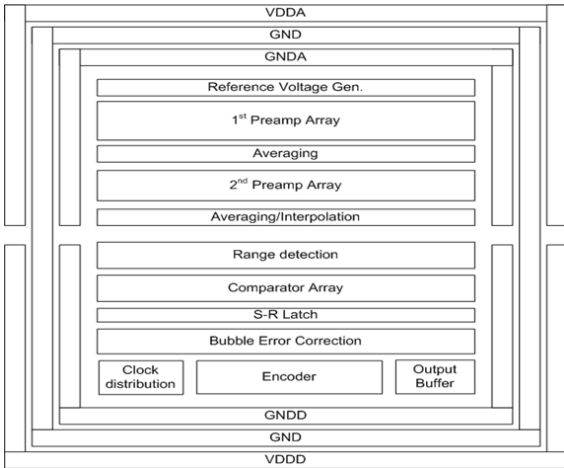 VDDA
GND
GNDA
Reference Voltage Gen.
1st Preamp Array
Averaging
2nd Preamp Array
Averaging/Interpolation
Range detection
Comparator Array
S-R Latch
Bubble Error Correction
Clock
distribution
Encoder
Output
Buffer
GNDD
GND
VDDD